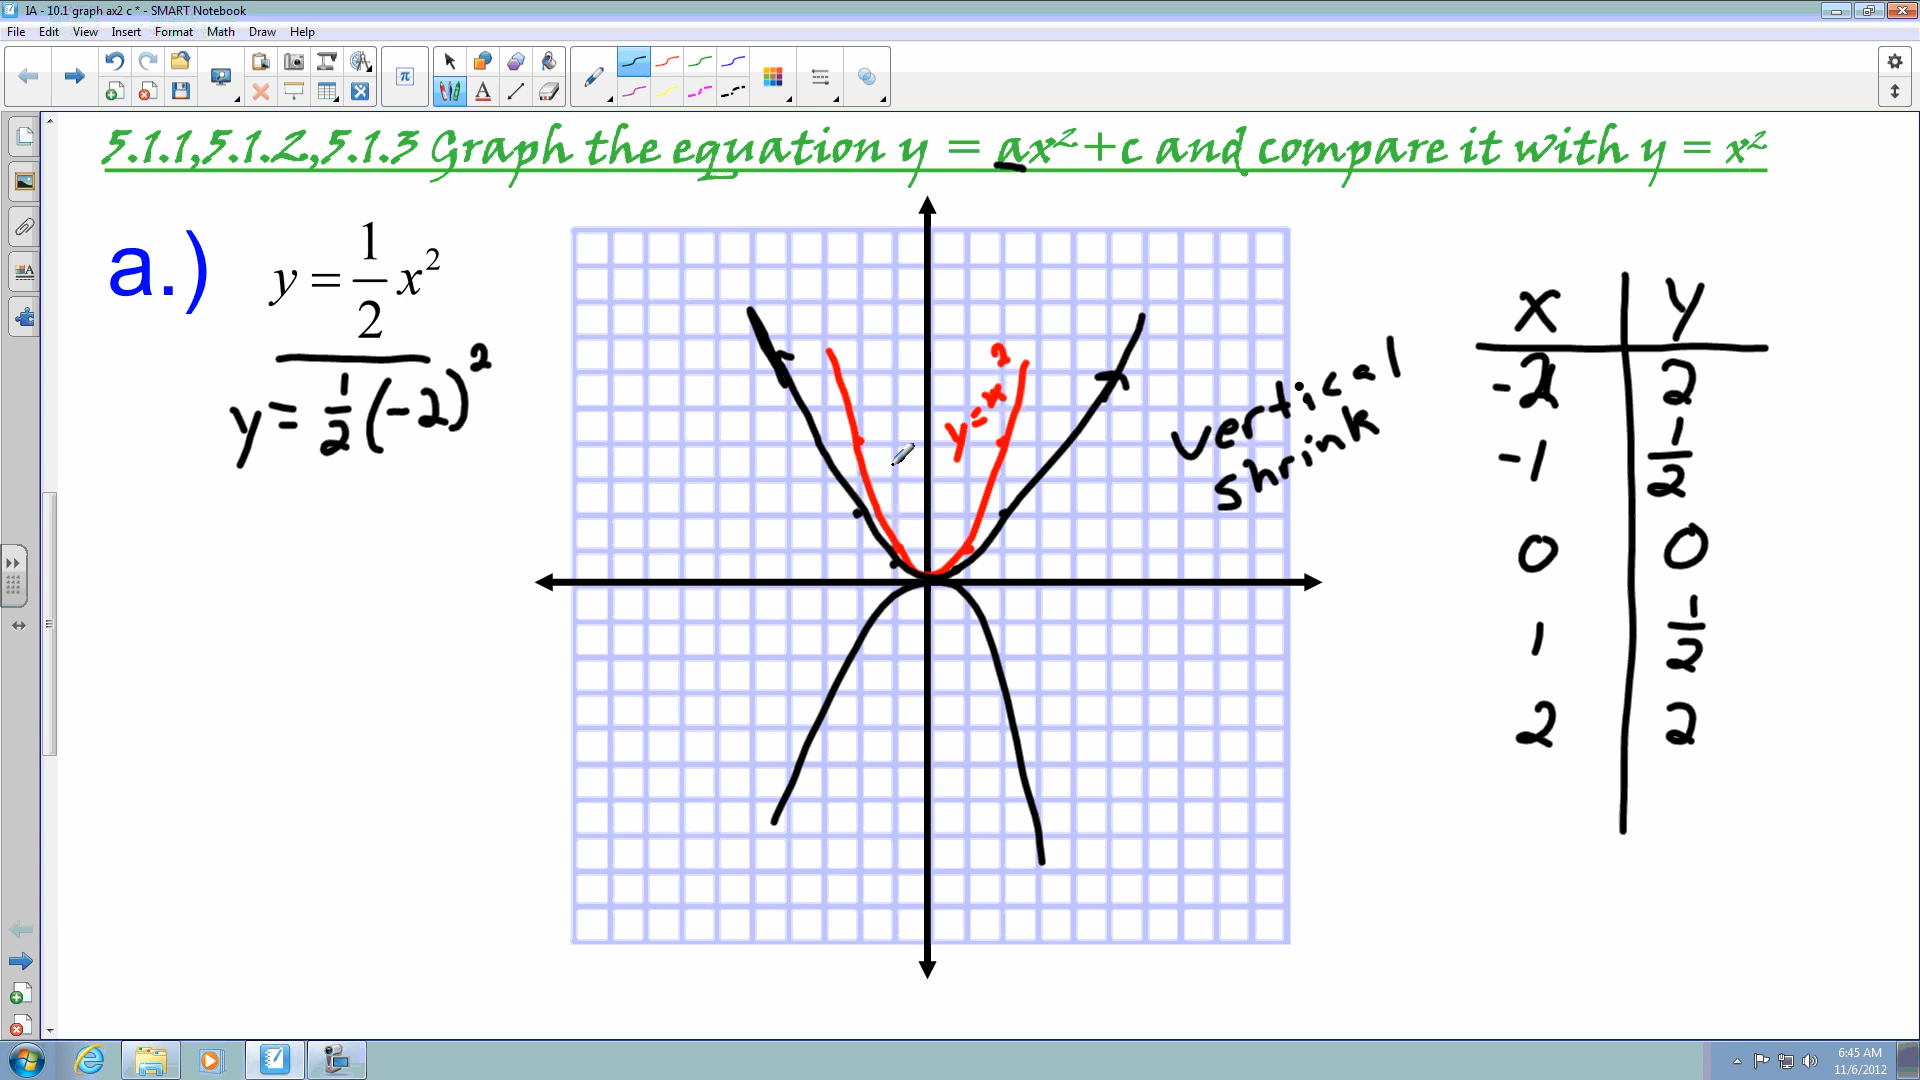 IA - 10.1 graph ax2 c * - SMART Notebook
File Edit View Insert Format Math Draw Help
5.1.1,5.1.2,5.1.3 Graph the equation y = ax²+c and compare it with y = x²
a.) y = 1/2 x²
y = 1/2 (-2)²
y = x²
vertical
shrink
x y
-2 2
-1 1/2
0 0
1 1/2
2 2
6:45 AM
11/6/2012